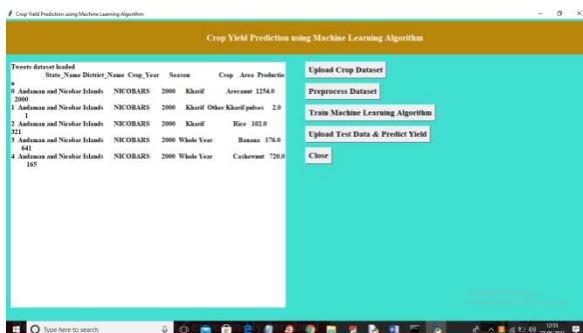 Crop Yield Prediction using Machine Learning Algorithm
Crop Yield Prediction using Machine Learning Algorithm
Tweets dataset loaded
State_Name District_Name Crop_Year Season Crop Area Productio
n
0 Andaman and Nicobar Islands NICOBARS 2000 Kharif Arecanut 1254.0
2000
1 Andaman and Nicobar Islands NICOBARS 2000 Kharif Other Kharif pulses 2.0
1
2 Andaman and Nicobar Islands NICOBARS 2000 Kharif Rice 102.0
321
3 Andaman and Nicobar Islands NICOBARS 2000 Whole Year Banana 176.0
641
4 Andaman and Nicobar Islands NICOBARS 2000 Whole Year Cashewnut 720.0
165
Upload Crop Dataset
Preprocess Dataset
Train Machine Learning Algorithm
Upload Test Data & Predict Yield
Close
Type here to search
12:55